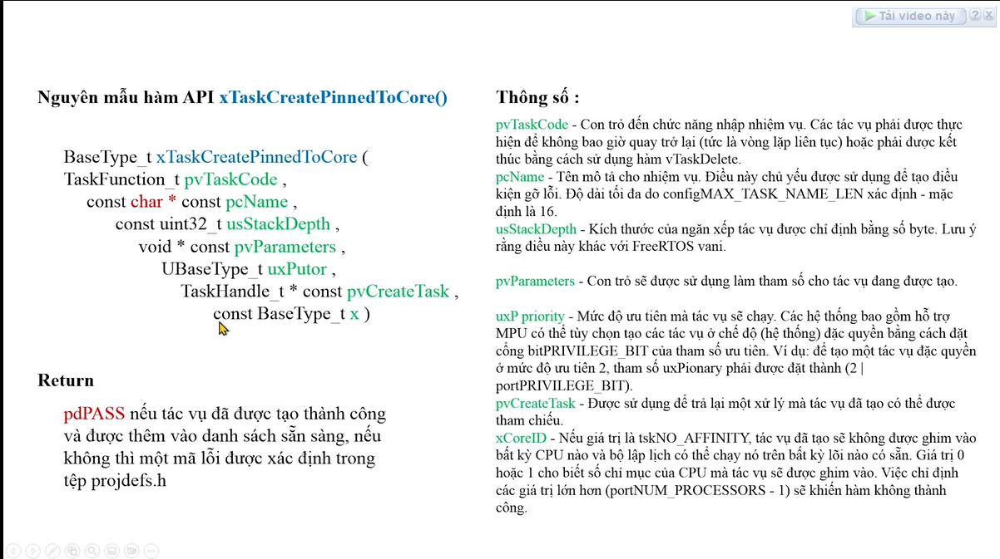 Tải video này
Nguyên mẫu hàm API xTaskCreatePinnedToCore()
BaseType_t xTaskCreatePinnedToCore (
TaskFunction_t pvTaskCode ,
const char * const pcName ,
const uint32_t usStackDepth ,
void * const pvParameters ,
UBaseType_t uxPutor ,
TaskHandle_t * const pvCreateTask ,
const BaseType_t x )
Return
pdPASS nếu tác vụ đã được tạo thành công
và được thêm vào danh sách sẵn sàng, nếu
không thì một mã lỗi được xác định trong
tệp projdefs.h
Thông số :
pvTaskCode - Con trỏ đến chức năng nhập nhiệm vụ. Các tác vụ phải được thực
hiện để không bao giờ quay trở lại (tức là vòng lặp liên tục) hoặc phải được kết
thúc bằng cách sử dụng hàm vTaskDelete.
pcName - Tên mô tả cho nhiệm vụ. Điều này chủ yếu được sử dụng để tạo điều
kiện gỡ lỗi. Độ dài tối đa do configMAX_TASK_NAME_LEN xác định - mặc
định là 16.
usStackDepth - Kích thước của ngăn xếp tác vụ được chỉ định bằng số byte. Lưu ý
rằng điều này khác với FreeRTOS vani.
pvParameters - Con trỏ sẽ được sử dụng làm tham số cho tác vụ đang được tạo.
uxP priority - Mức độ ưu tiên mà tác vụ sẽ chạy. Các hệ thống bao gồm hỗ trợ
MPU có thể tùy chọn tạo các tác vụ ở chế độ (hệ thống) đặc quyền bằng cách đặt
cổng bitPRIVILEGE_BIT của tham số ưu tiên. Ví dụ: để tạo một tác vụ đặc quyền
ở mức độ ưu tiên 2, tham số uxPionary phải được đặt thành (2 |
portPRIVILEGE_BIT).
pvCreateTask - Được sử dụng để trả lại một xử lý mà tác vụ đã tạo có thể được
tham chiếu.
xCoreID - Nếu giá trị là tskNO_AFFINITY, tác vụ đã tạo sẽ không được ghim vào
bất kỳ CPU nào và bộ lập lịch có thể chạy nó trên bất kỳ lõi nào có sẵn. Giá trị 0
hoặc 1 cho biết số chỉ mục của CPU mà tác vụ sẽ được ghim vào. Việc chỉ định
các giá trị lớn hơn (portNUM_PROCESSORS - 1) sẽ khiến hàm không thành
công.